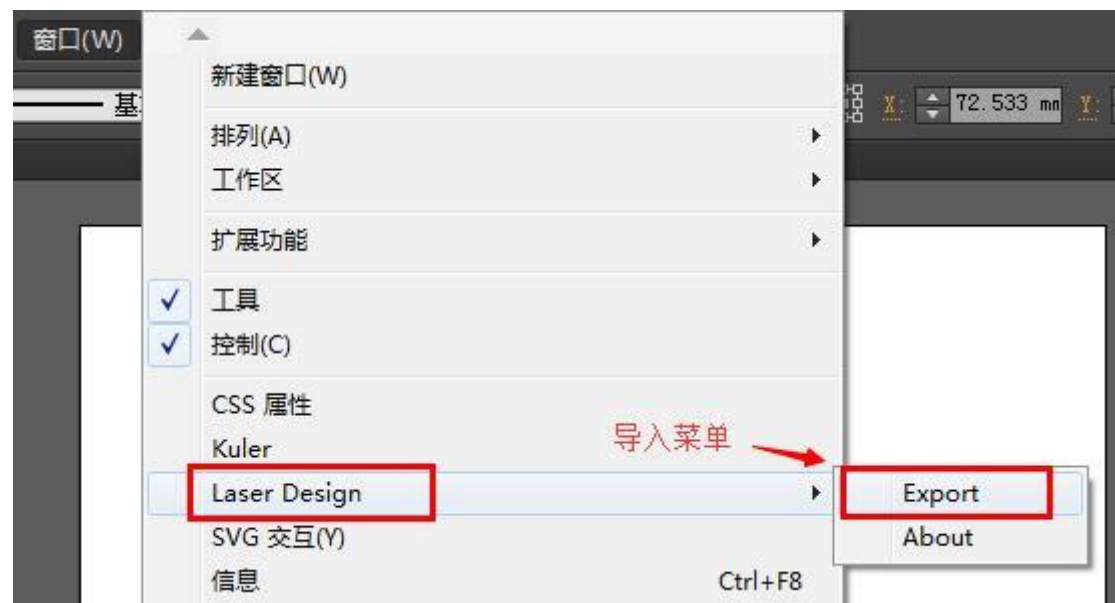 窗口(W)
新建窗口(W)
基
X: 72.533 mm Y:
排列(A)
工作区
扩展功能
工具
控制(C)
CSS 属性
导入菜单
Kuler
Laser Design
Export
SVG 交互(Y)
About
信息 Ctrl+F8